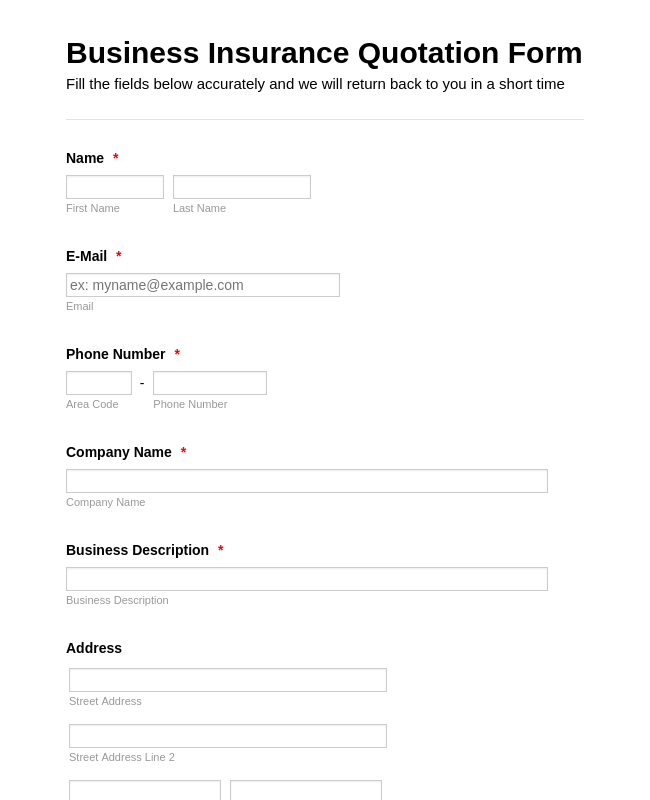 Business Insurance Quotation Form
Fill the fields below accurately and we will return back to you in a short time
Name *
First Name Last Name
E-Mail *
ex: myname@example.com
Email
Phone Number *
-
Area Code Phone Number
Company Name *
Company Name
Business Description *
Business Description
Address
Street Address
Street Address Line 2